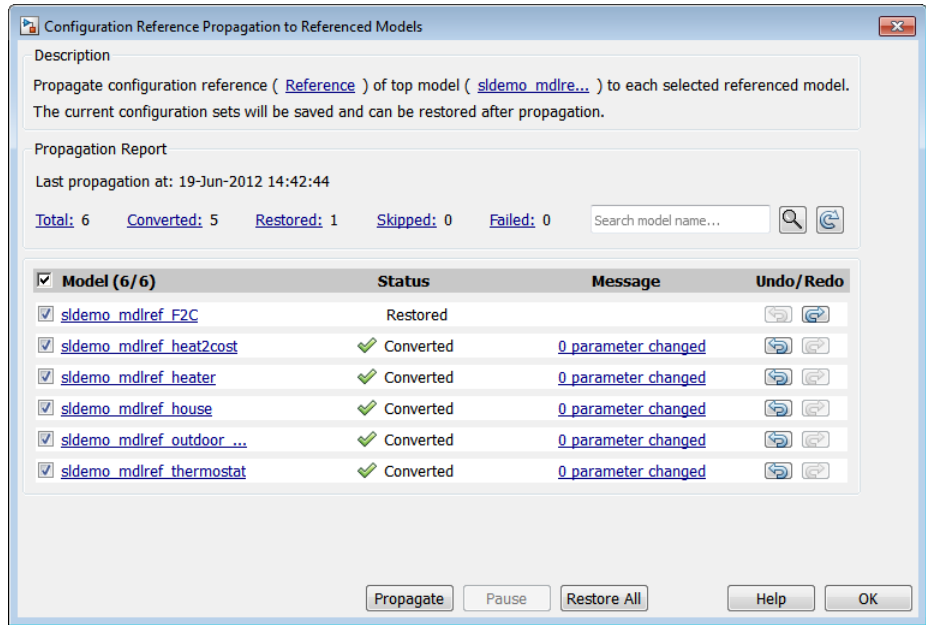 Configuration Reference Propagation to Referenced Models
Description
Propagate configuration reference ( Reference ) of top model ( sldemo_mdlre... ) to each selected referenced model.
The current configuration sets will be saved and can be restored after propagation.
Propagation Report
Last propagation at: 19-Jun-2012 14:42:44
Total: 6 Converted: 5 Restored: 1 Skipped: 0 Failed: 0 Search model name...
Model (6/6) Status Message Undo/Redo
sldemo_mdlref_F2C Restored
sldemo_mdlref_heat2cost Converted 0 parameter changed
sldemo_mdlref_heater Converted 0 parameter changed
sldemo_mdlref_house Converted 0 parameter changed
sldemo_mdlref_outdoor_... Converted 0 parameter changed
sldemo_mdlref_thermostat Converted 0 parameter changed
Propagate Pause Restore All Help OK